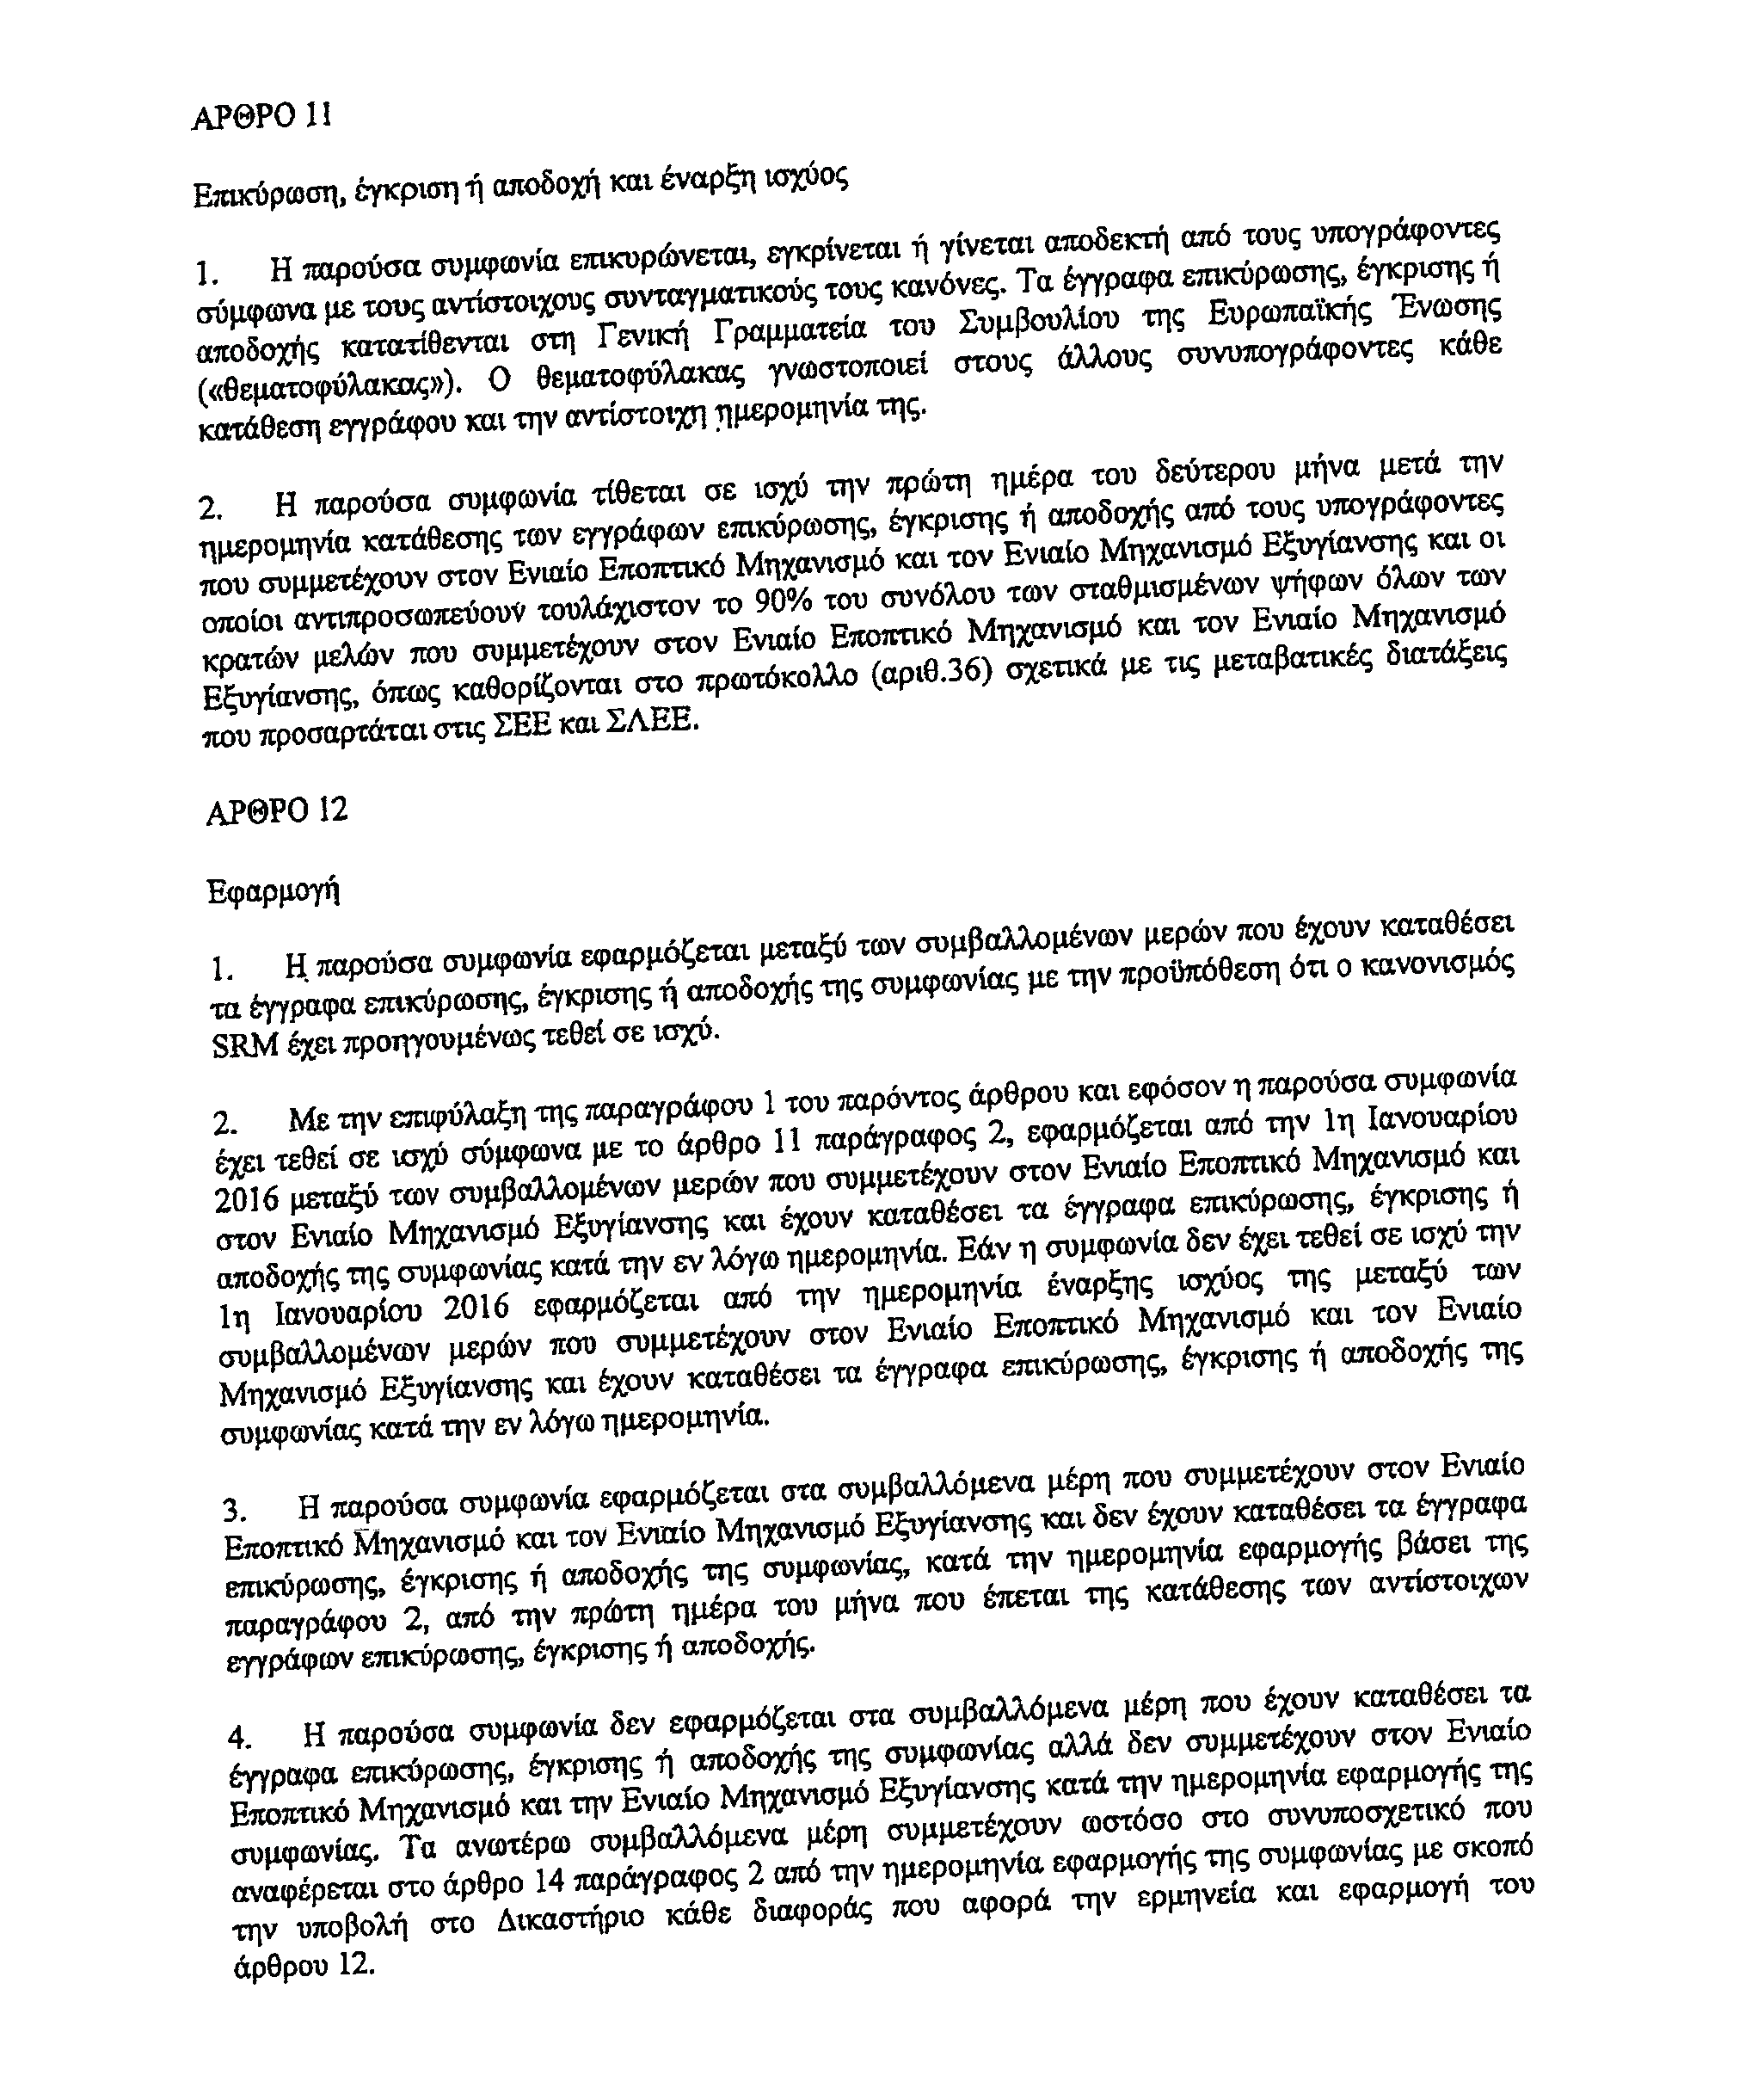 ΑΡΘΡΟ 11
Επικύρωση, έγκριση ή αποδοχή και έναρξη ισχύος
1. Η παρούσα συμφωνία επικυρώνεται, εγκρίνεται ή γίνεται αποδεκτή από τους υπογράφοντες
σύμφωνα με τους αντίστοιχους συνταγματικούς τους κανόνες. Τα έγγραφα επικύρωσης, έγκρισης ή
αποδοχής κατατίθενται στη Γενική Γραμματεία του Συμβουλίου της Ευρωπαϊκής Ένωσης
(«θεματοφύλακας»). Ο θεματοφύλακας γνωστοποιεί στους άλλους συνυπογράφοντες κάθε
κατάθεση εγγράφου και την αντίστοιχη ημερομηνία της.
2. Η παρούσα συμφωνία τίθεται σε ισχύ την πρώτη ημέρα του δεύτερου μήνα μετά την
ημερομηνία κατάθεσης των εγγράφων επικύρωσης, έγκρισης ή αποδοχής από τους υπογράφοντες
που συμμετέχουν στον Ενιαίο Εποπτικό Μηχανισμό και τον Ενιαίο Μηχανισμό Εξυγίανσης και οι
οποίοι αντιπροσωπεύουν τουλάχιστον το 90% του συνόλου των σταθμισμένων ψήφων όλων των
κρατών μελών που συμμετέχουν στον Ενιαίο Εποπτικό Μηχανισμό και τον Ενιαίο Μηχανισμό
Εξυγίανσης, όπως καθορίζονται στο πρωτόκολλο (αριθ.36) σχετικά με τις μεταβατικές διατάξεις
που προσαρτάται στις ΣΕΕ και ΣΛΕΕ.
ΑΡΘΡΟ 12
Εφαρμογή
1. Η παρούσα συμφωνία εφαρμόζεται μεταξύ των συμβαλλομένων μερών που έχουν καταθέσει
τα έγγραφα επικύρωσης, έγκρισης ή αποδοχής της συμφωνίας με την προϋπόθεση ότι ο κανονισμός
SRM έχει προηγουμένως τεθεί σε ισχύ.
2. Με την επιφύλαξη της παραγράφου 1 του παρόντος άρθρου και εφόσον η παρούσα συμφωνία
έχει τεθεί σε ισχύ σύμφωνα με το άρθρο 11 παράγραφος 2, εφαρμόζεται από την 1η Ιανουαρίου
2016 μεταξύ των συμβαλλομένων μερών που συμμετέχουν στον Ενιαίο Εποπτικό Μηχανισμό και
στον Ενιαίο Μηχανισμό Εξυγίανσης και έχουν καταθέσει τα έγγραφα επικύρωσης, έγκρισης ή
αποδοχής της συμφωνίας κατά την εν λόγω ημερομηνία. Εάν η συμφωνία δεν έχει τεθεί σε ισχύ την
1η Ιανουαρίου 2016 εφαρμόζεται από την ημερομηνία έναρξης ισχύος της μεταξύ των
συμβαλλομένων μερών που συμμετέχουν στον Ενιαίο Εποπτικό Μηχανισμό και τον Ενιαίο
Μηχανισμό Εξυγίανσης και έχουν καταθέσει τα έγγραφα επικύρωσης, έγκρισης ή αποδοχής της
συμφωνίας κατά την εν λόγω ημερομηνία.
3. Η παρούσα συμφωνία εφαρμόζεται στα συμβαλλόμενα μέρη που συμμετέχουν στον Ενιαίο
Εποπτικό Μηχανισμό και τον Ενιαίο Μηχανισμό Εξυγίανσης και δεν έχουν καταθέσει τα έγγραφα
επικύρωσης, έγκρισης ή αποδοχής της συμφωνίας, κατά την ημερομηνία εφαρμογής βάσει της
παραγράφου 2, από την πρώτη ημέρα του μήνα που έπεται της κατάθεσης των αντίστοιχων
εγγράφων επικύρωσης, έγκρισης ή αποδοχής.
4. Η παρούσα συμφωνία δεν εφαρμόζεται στα συμβαλλόμενα μέρη που έχουν καταθέσει τα
έγγραφα επικύρωσης, έγκρισης ή αποδοχής της συμφωνίας αλλά δεν συμμετέχουν στον Ενιαίο
Εποπτικό Μηχανισμό και την Ενιαίο Μηχανισμό Εξυγίανσης κατά την ημερομηνία εφαρμογής της
συμφωνίας. Τα ανωτέρω συμβαλλόμενα μέρη συμμετέχουν ωστόσο στο συνυποσχετικό που
αναφέρεται στο άρθρο 14 παράγραφος 2 από την ημερομηνία εφαρμογής της συμφωνίας με σκοπό
την υποβολή στο Δικαστήριο κάθε διαφοράς που αφορά την ερμηνεία και εφαρμογή του
άρθρου 12.